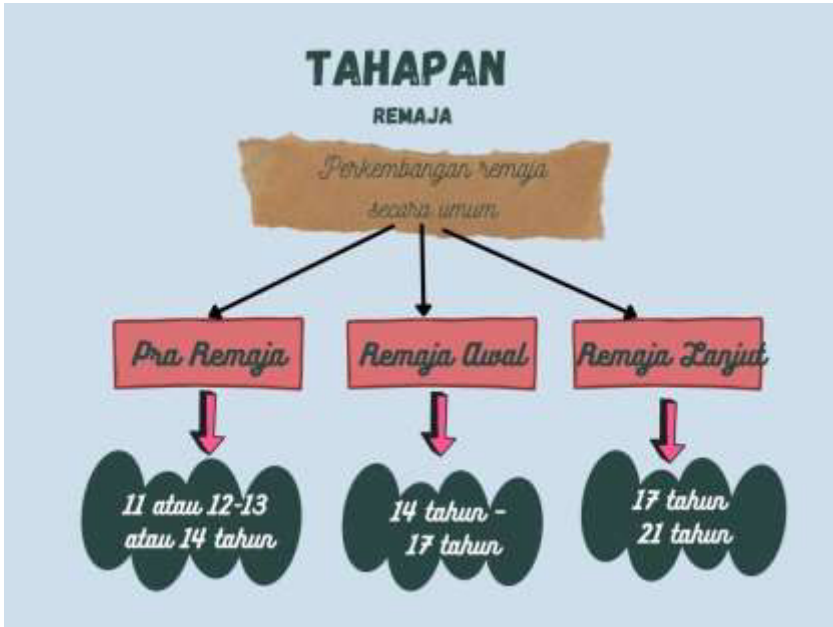 TAHAPAN
REMAJA
Perkembangan remaja
secara umum
Pra Remaja
Remaja Awal
Remaja Lanjut
11 atau 12-13
atau 14 tahun
14 tahun -
17 tahun
17 tahun
21 tahun